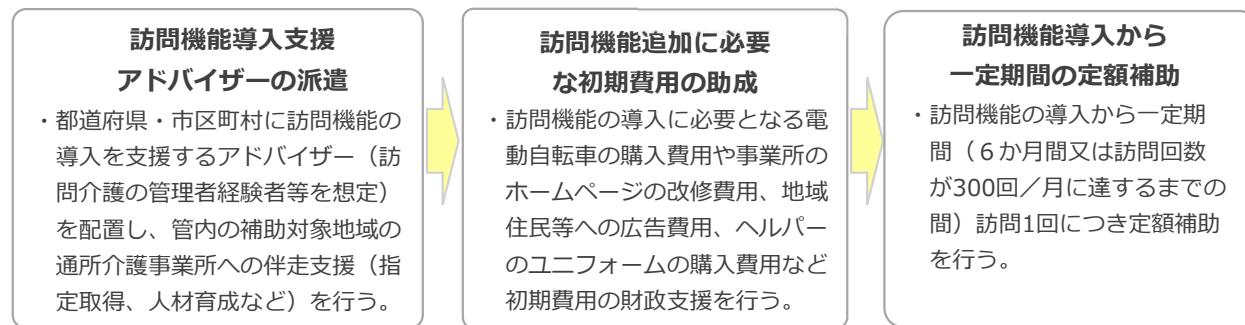 訪問機能導入支援
アドバイザーの派遣
・都道府県・市区町村に訪問機能の
導入を支援するアドバイザー（訪
問介護の管理者経験者等を想定）
を配置し、管内の補助対象地域の
通所介護事業所への伴走支援（指
定取得、人材育成など）を行う。
訪問機能追加に必要
な初期費用の助成
・訪問機能の導入に必要となる電
動自転車の購入費用や事業所の
ホームページの改修費用、地域
住民等への広告費用、ヘルパー
のユニフォームの購入費用など
初期費用の財政支援を行う。
訪問機能導入から
一定期間の定額補助
・訪問機能の導入から一定期
間（６か月間又は訪問回数
が300回／月に達するまでの
間）訪問1回につき定額補助
を行う。